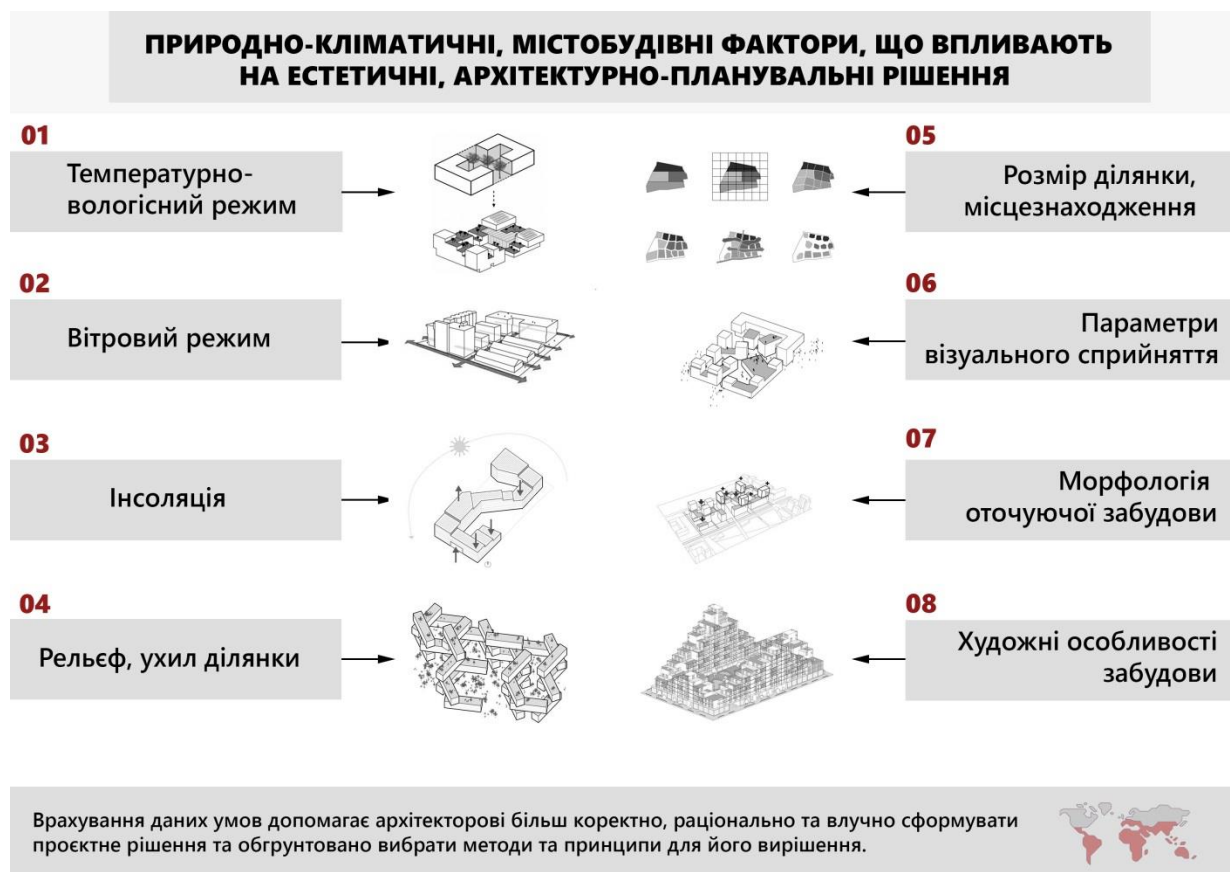 ПРИРОДНО-КЛІМАТИЧНІ, МІСТОБУДІВНІ ФАКТОРИ, ЩО ВПЛИВАЮТЬ
НА ЕСТЕТИЧНІ, АРХІТЕКТУРНО-ПЛАНУВАЛЬНІ РІШЕННЯ
01
Температурно-
вологісний режим
02
Вітровий режим
03
Інсоляція
04
Рельєф, ухил ділянки
05
Розмір ділянки,
місцезнаходження
06
Параметри
візуального сприйняття
07
Морфологія
оточуючої забудови
08
Художні особливості
забудови
Врахування даних умов допомагає архітекторові більш коректно, раціонально та влучно сформувати
проєктне рішення та обгрунтовано вибрати методи та принципи для його вирішення.